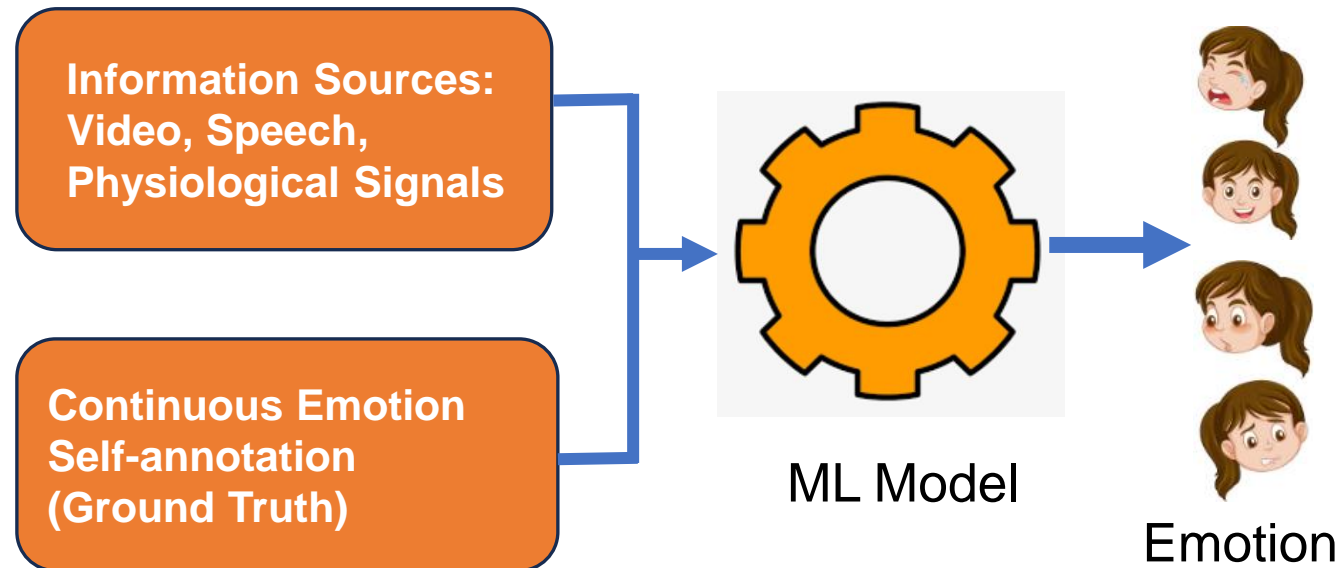 Information Sources:
Video, Speech,
Physiological Signals
Continuous Emotion
Self-annotation
(Ground Truth)
ML Model
Emotion